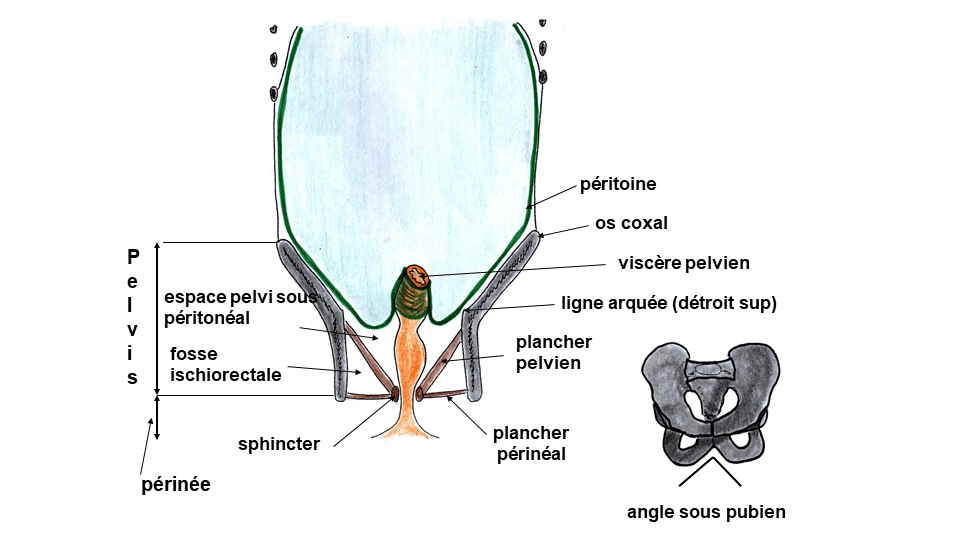 péritoine
os coxal
viscère pelvien
ligne arquée (détroit sup)
plancher
pelvien
plancher
périnéal
angle sous pubien
Pelvis
espace pelvi sous
péritonéal
fosse
ischiorectale
sphincter
périnée